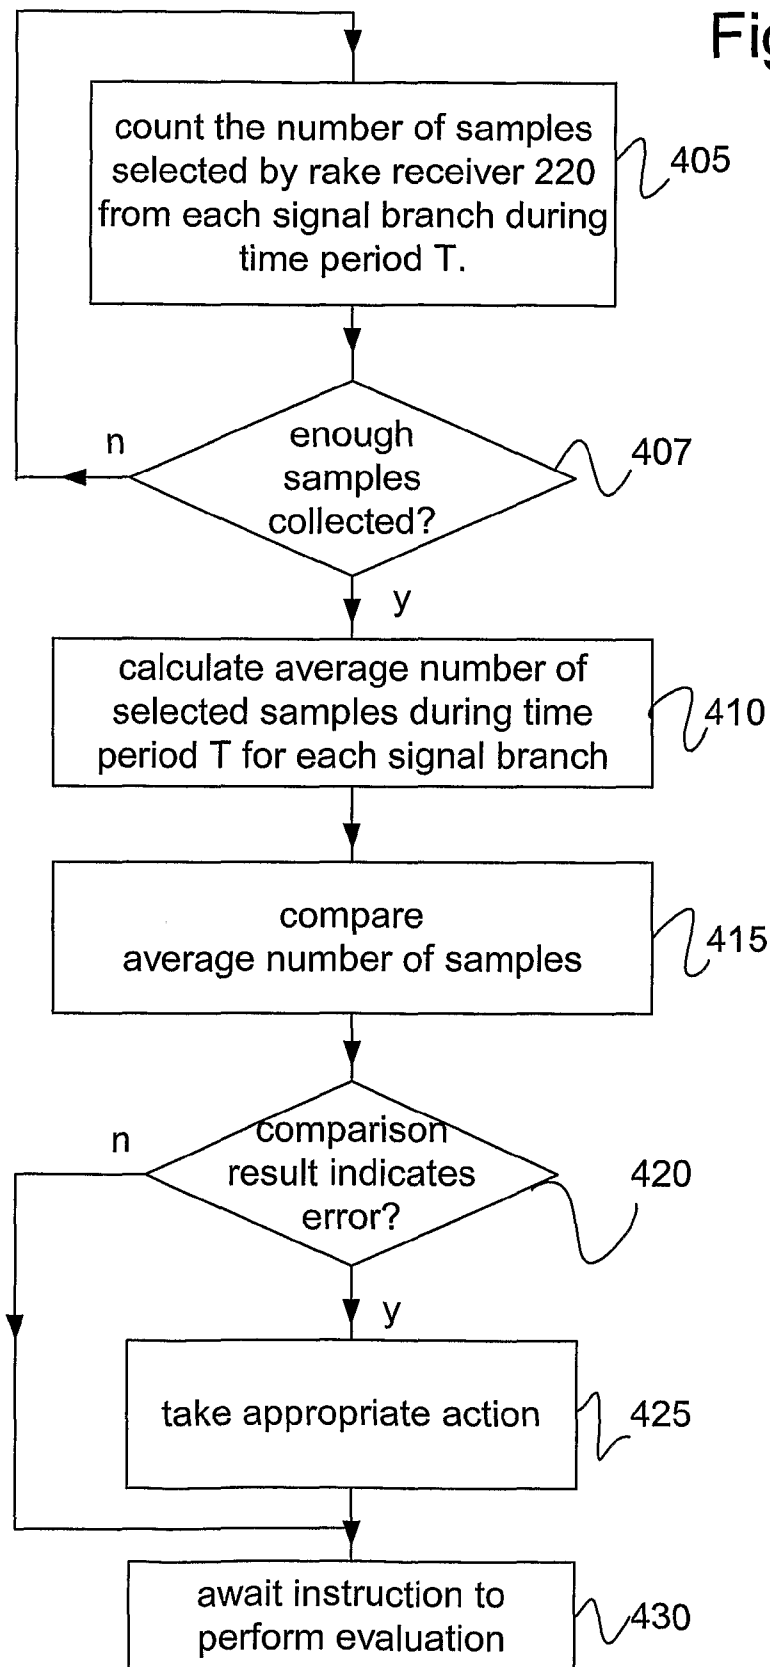 Fig
count the number of samples
selected by rake receiver 220
from each signal branch during
time period T.
405
n
enough
samples
collected?
407
y
calculate average number of
selected samples during time
period T for each signal branch
410
compare
average number of samples
415
n
comparison
result indicates
error?
420
y
take appropriate action
425
await instruction to
perform evaluation
430